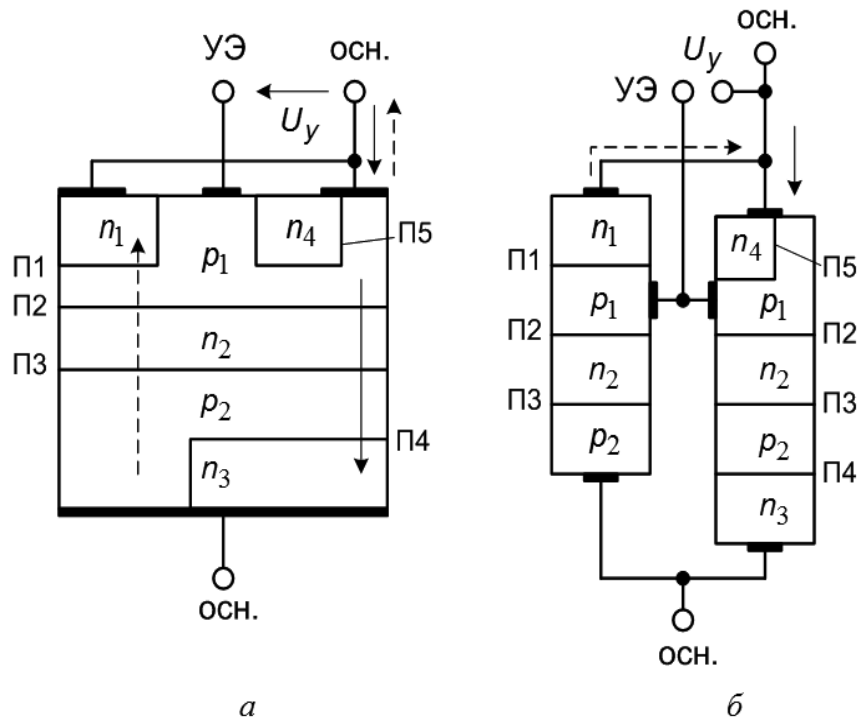 УЭ осн.
U_y
n₁ p₁ n₄ П5
П1
П2
n₂
П3
p₂
П4
n₃
осн.
а
осн.
U_y
УЭ
n₁
n₄ П5
П1
p₁ p₁
П2 П2
n₂ n₂
П3 П3
p₂ p₂
П4
n₃
осн.
б